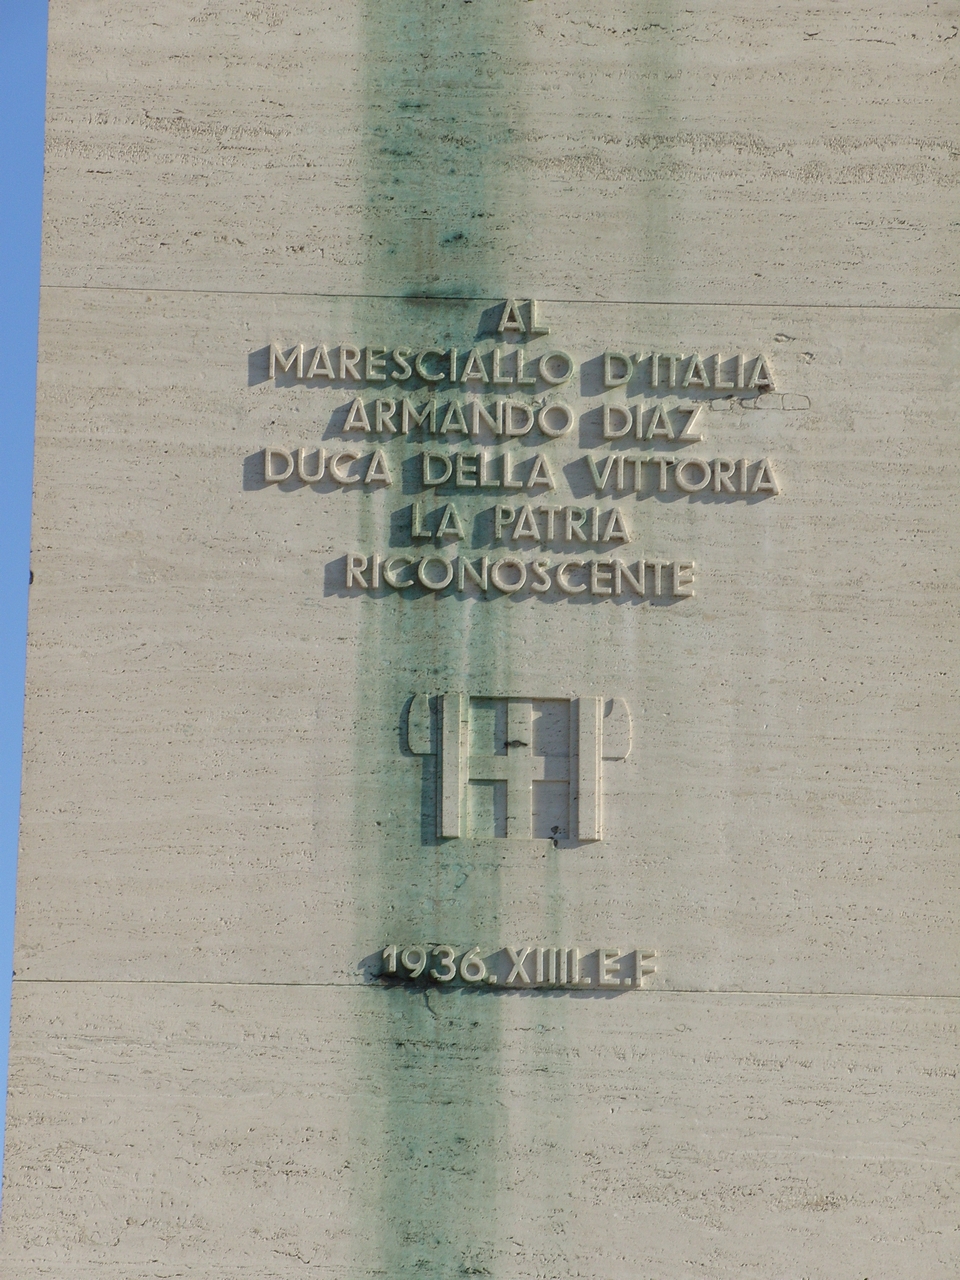 AL
MARESCIALLO D'ITALIA
ARMANDO DIAZ
DUCA DELLA VITTORIA
LA PATRIA
RICONOSCENTE
1936. XIIII. E. F